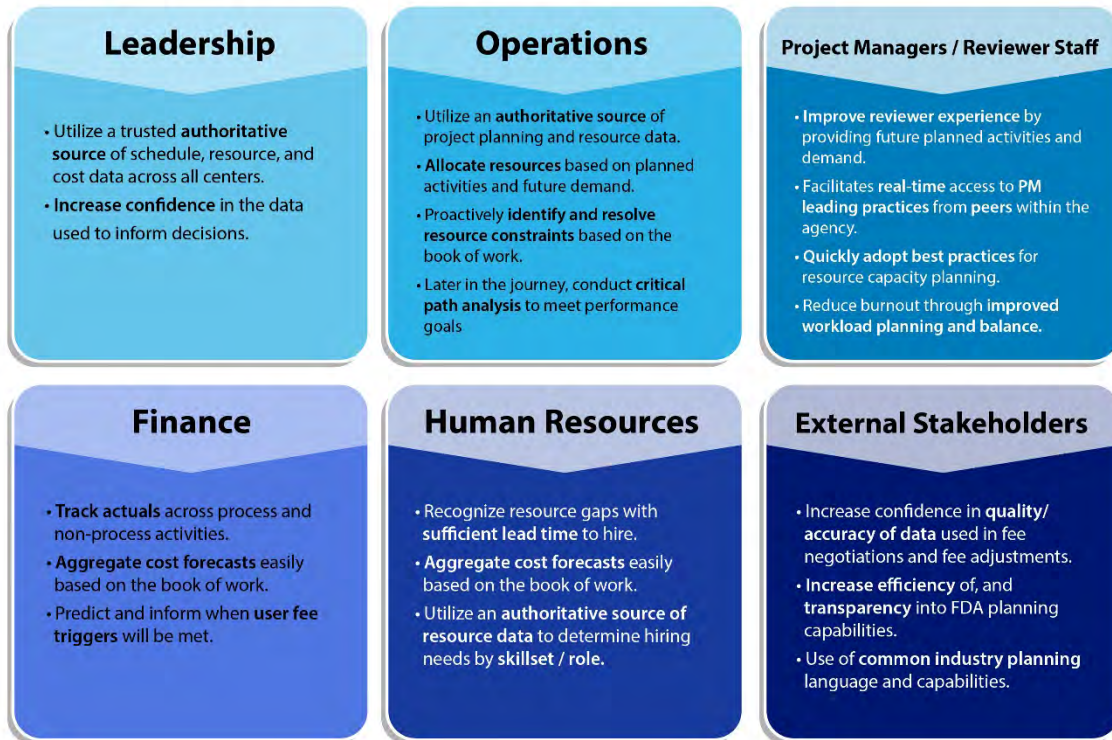 Leadership
• Utilize a trusted authoritative
source of schedule, resource, and
cost data across all centers.
• Increase confidence in the data
used to inform decisions.
Operations
• Utilize an authoritative source of
project planning and resource data.
• Allocate resources based on planned
activities and future demand.
• Proactively identify and resolve
resource constraints based on the
book of work.
• Later in the journey, conduct critical
path analysis to meet performance
goals
Project Managers / Reviewer Staff
• Improve reviewer experience by
providing future planned activities and
demand.
• Facilitates real-time access to PM
leading practices from peers within the
agency.
• Quickly adopt best practices for
resource capacity planning.
• Reduce burnout through improved
workload planning and balance.
Finance
• Track actuals across process and
non-process activities.
• Aggregate cost forecasts easily
based on the book of work.
• Predict and inform when user fee
triggers will be met.
Human Resources
• Recognize resource gaps with
sufficient lead time to hire.
• Aggregate cost forecasts easily
based on the book of work.
• Utilize an authoritative source of
resource data to determine hiring
needs by skillset / role.
External Stakeholders
• Increase confidence in quality/
accuracy of data used in fee
negotiations and fee adjustments.
• Increase efficiency of, and
transparency into FDA planning
capabilities.
• Use of common industry planning
language and capabilities.